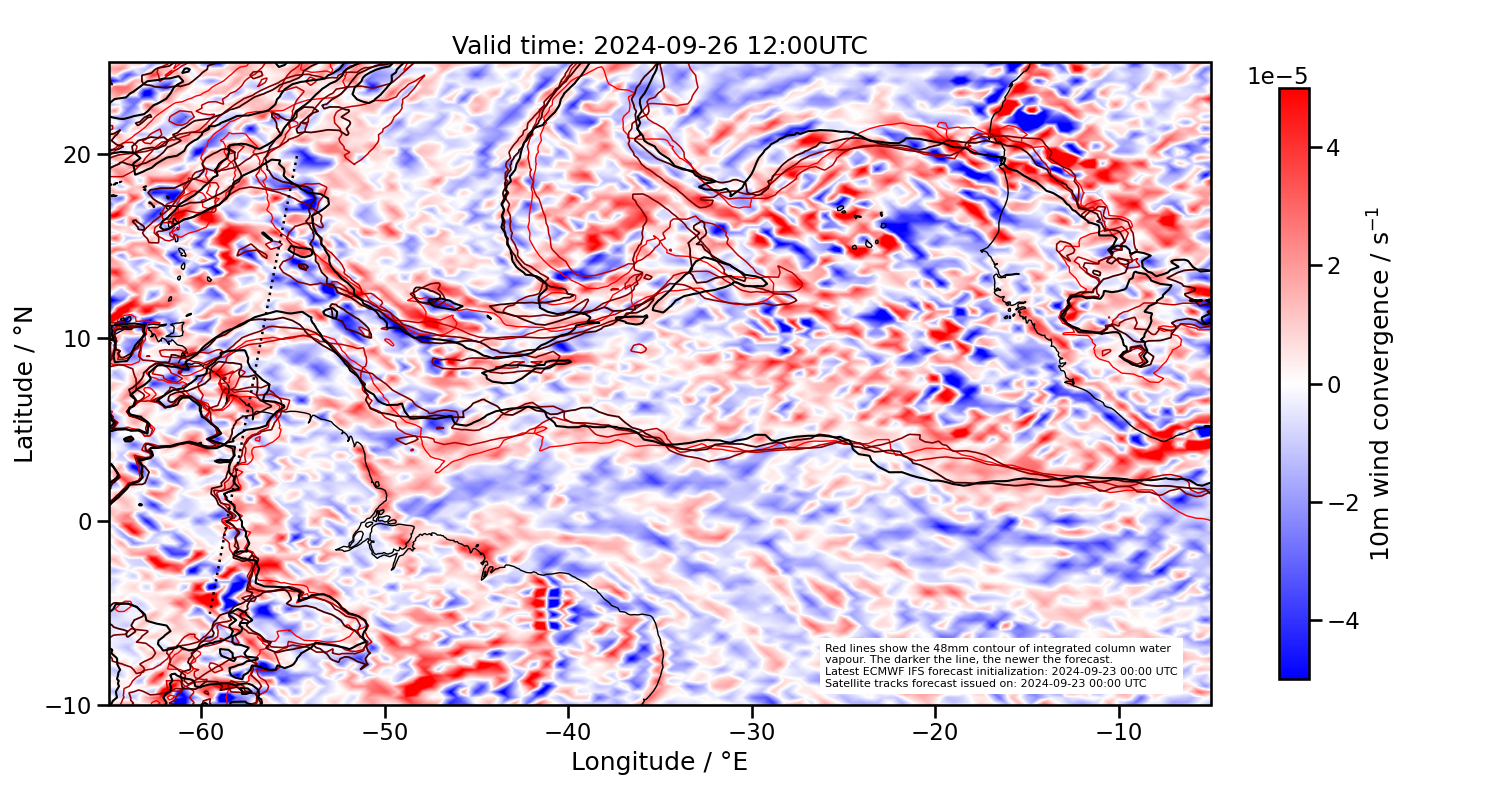 Valid time: 2024-09-26 12:00UTC
1e−5
20
10
0
−10
Latitude / °N
−60
−50
−40
−30
−20
−10
Longitude / °E
4
2
0
−2
−4
10m wind convergence / s⁻¹
Red lines show the 48mm contour of integrated column water
vapour. The darker the line, the newer the forecast.
Latest ECMWF IFS forecast initialization: 2024-09-23 00:00 UTC
Satellite tracks forecast issued on: 2024-09-23 00:00 UTC